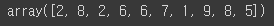 array([2, 8, 2, 6, 6, 7, 1, 9, 8, 5])